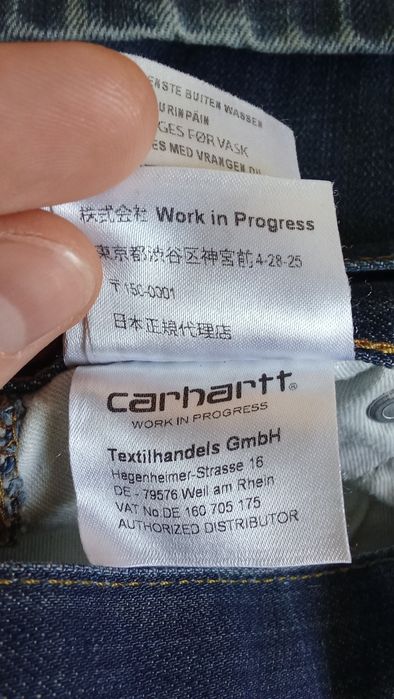 ENSTE BUITEN WASSEN
URINPÄIN
GES FØR VASK
ES MED VRANGEN
株式会社 Work in Progress
東京都渋谷区神宮前4-28-25
〒150-0001
日本正規代理店
carhartt®
WORK IN PROGRESS
Textilhandels GmbH
Hegenheimer-Strasse 16
DE - 79576 Weil am Rhein
VAT No.DE 160 705 175
AUTHORIZED DISTRIBUTOR